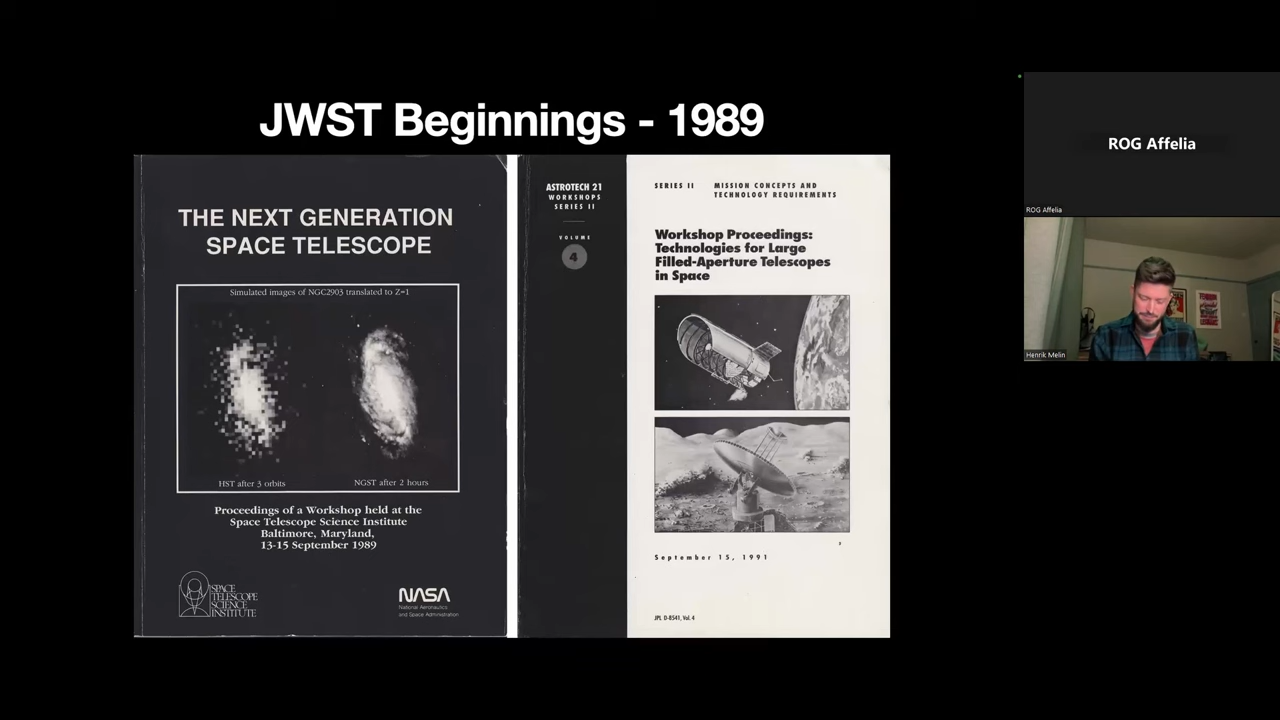 JWST Beginnings - 1989
THE NEXT GENERATION
SPACE TELESCOPE
Simulated images of NGC2903 translated to Z=1
HST after 3 orbits
NGST after 2 hours
Proceedings of a Workshop held at the
Space Telescope Science Institute
Baltimore, Maryland,
13-15 September 1989
SPACE
TELESCOPE
SCIENCE
INSTITUTE
NASA
National Aeronautics
and Space Administration
ASTROTECH 21
WORKSHOPS
SERIES II
VOLUME
4
SERIES II
MISSION CONCEPTS AND
TECHNOLOGY REQUIREMENTS
Workshop Proceedings:
Technologies for Large
Filled-Aperture Telescopes
in Space
September 15, 1991
JPL D-8541, Vol. 4
ROG Affelia
ROG Affelia
Henrik Melin